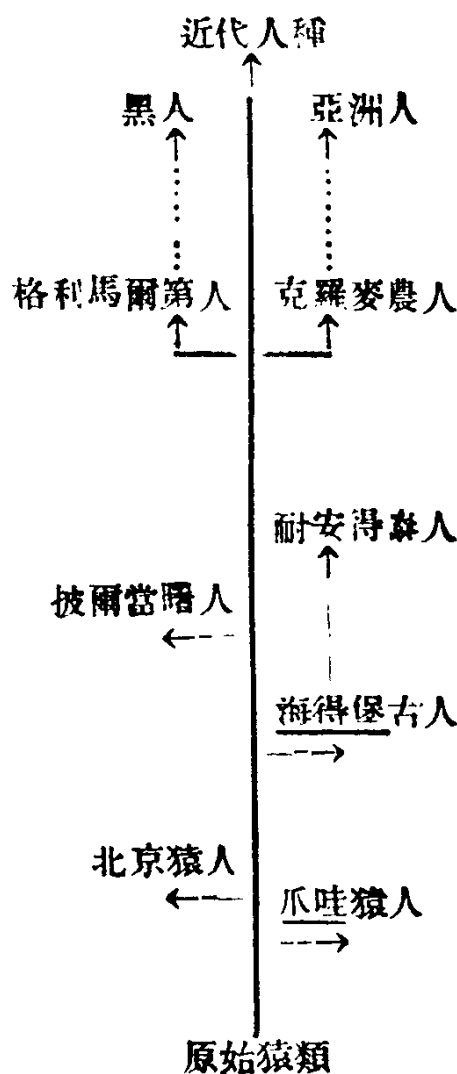 近代人種
黑人
亞洲人
格利馬爾第人
克羅麥農人
耐安得聯人
披爾當曙人
海得堡古人
北京猿人
爪哇猿人
原始猿類